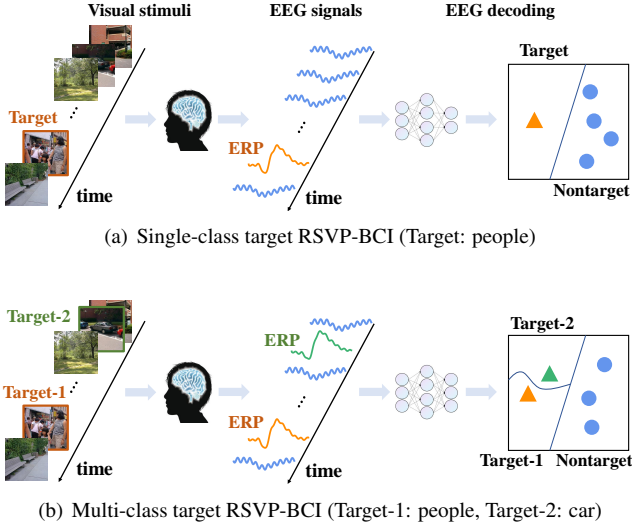 Visual stimuli EEG signals EEG decoding
Target
...
Target
ERP
...
time
time
Nontarget
(a) Single-class target RSVP-BCI (Target: people)
Target-2
Target-2
ERP
...
Target-1
...
ERP
time
time
Target-1 Nontarget
(b) Multi-class target RSVP-BCI (Target-1: people, Target-2: car)